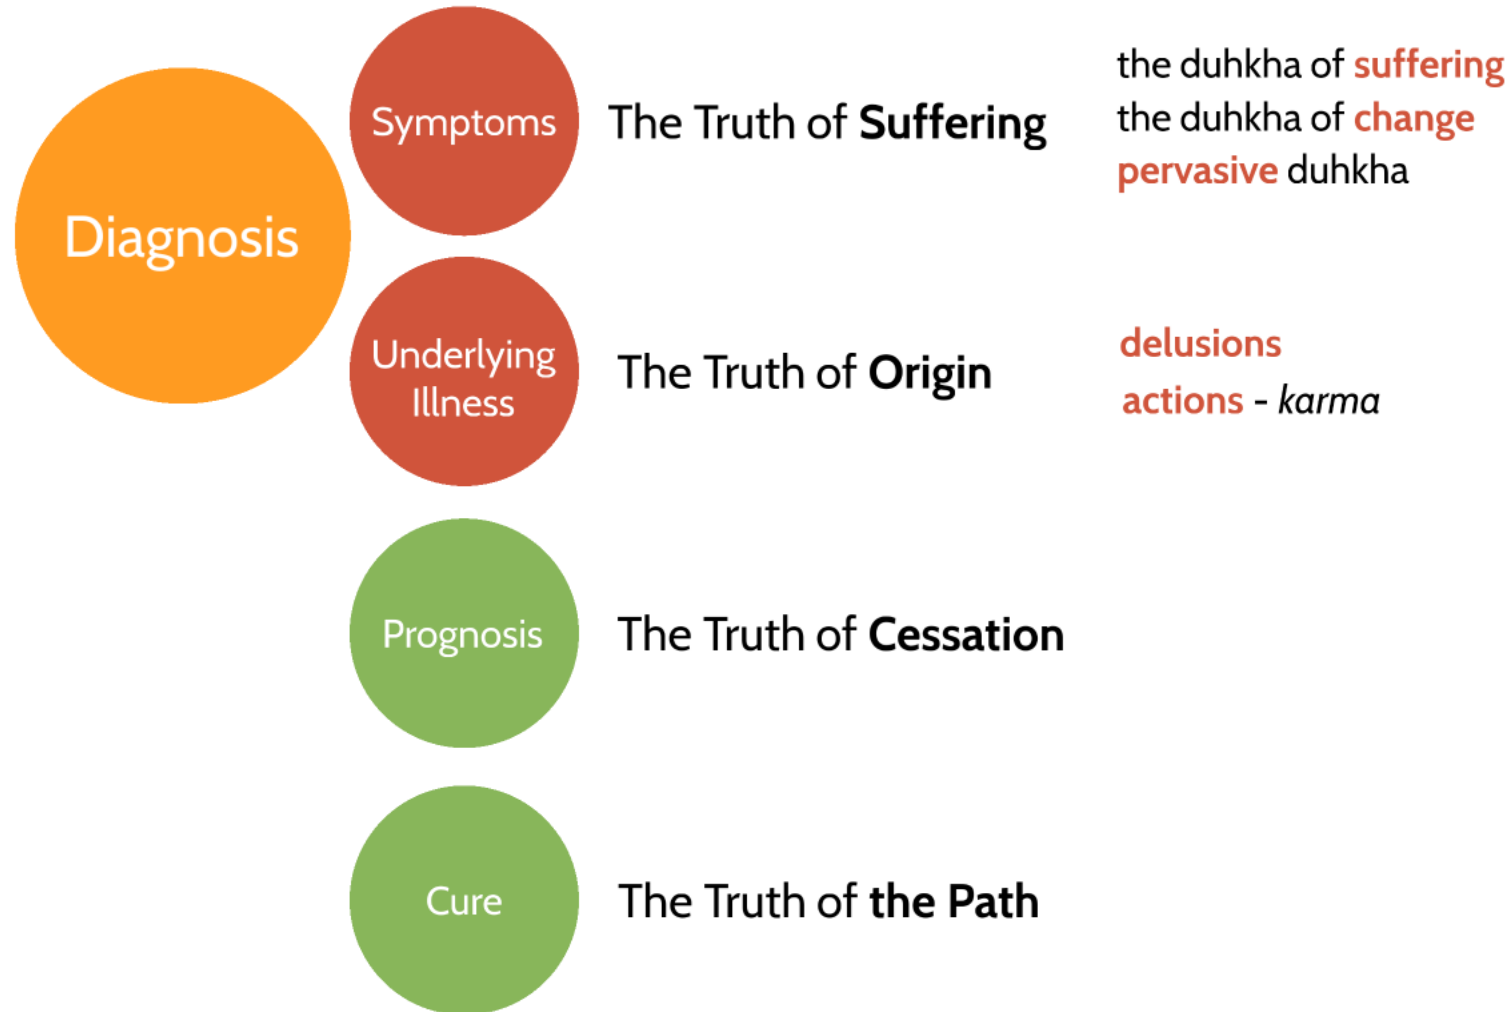 Diagnosis
Symptoms
The Truth of Suffering
the duhkha of suffering
the duhkha of change
pervasive duhkha
Underlying
Illness
The Truth of Origin
delusions
actions - karma
Prognosis
The Truth of Cessation
Cure
The Truth of the Path